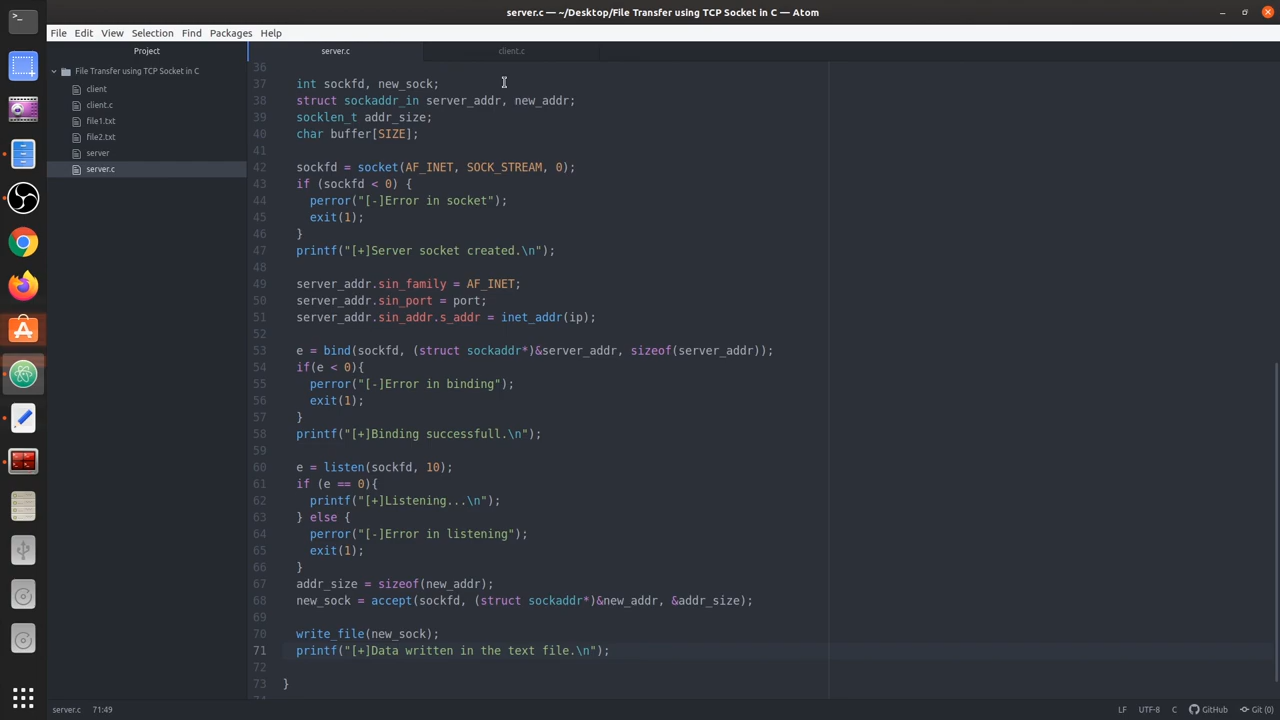 server.c — ~/Desktop/File Transfer using TCP Socket in C — Atom
File Edit View Selection Find Packages Help
Project
server.c
client.c
File Transfer using TCP Socket in C
client
client.c
file1.txt
file2.txt
server
server.c
36
37 int sockfd, new_sock;
38 struct sockaddr_in server_addr, new_addr;
39 socklen_t addr_size;
40 char buffer[SIZE];
41
42 sockfd = socket(AF_INET, SOCK_STREAM, 0);
43 if (sockfd < 0) {
44 perror("[-]Error in socket");
45 exit(1);
46 }
47 printf("[+]Server socket created.\n");
48
49 server_addr.sin_family = AF_INET;
50 server_addr.sin_port = port;
51 server_addr.sin_addr.s_addr = inet_addr(ip);
52
53 e = bind(sockfd, (struct sockaddr*)&server_addr, sizeof(server_addr));
54 if(e < 0){
55 perror("[-]Error in binding");
56 exit(1);
57 }
58 printf("[+]Binding successfull.\n");
59
60 e = listen(sockfd, 10);
61 if (e == 0){
62 printf("[+]Listening...\n");
63 } else {
64 perror("[-]Error in listening");
65 exit(1);
66 }
67 addr_size = sizeof(new_addr);
68 new_sock = accept(sockfd, (struct sockaddr*)&new_addr, &addr_size);
69
70 write_file(new_sock);
71 printf("[+]Data written in the text file.\n");
72
73 }
server.c 71:49 LF UTF-8 C GitHub Git (0)